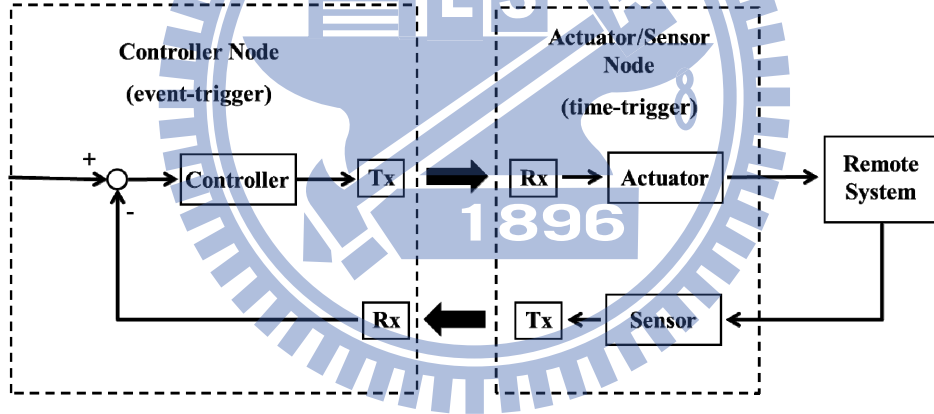 Controller Node
(event-trigger)
Actuator/Sensor
Node
(time-trigger)
+
-
Controller
Tx
Rx
Actuator
Remote
System
1896
Rx
Tx
Sensor